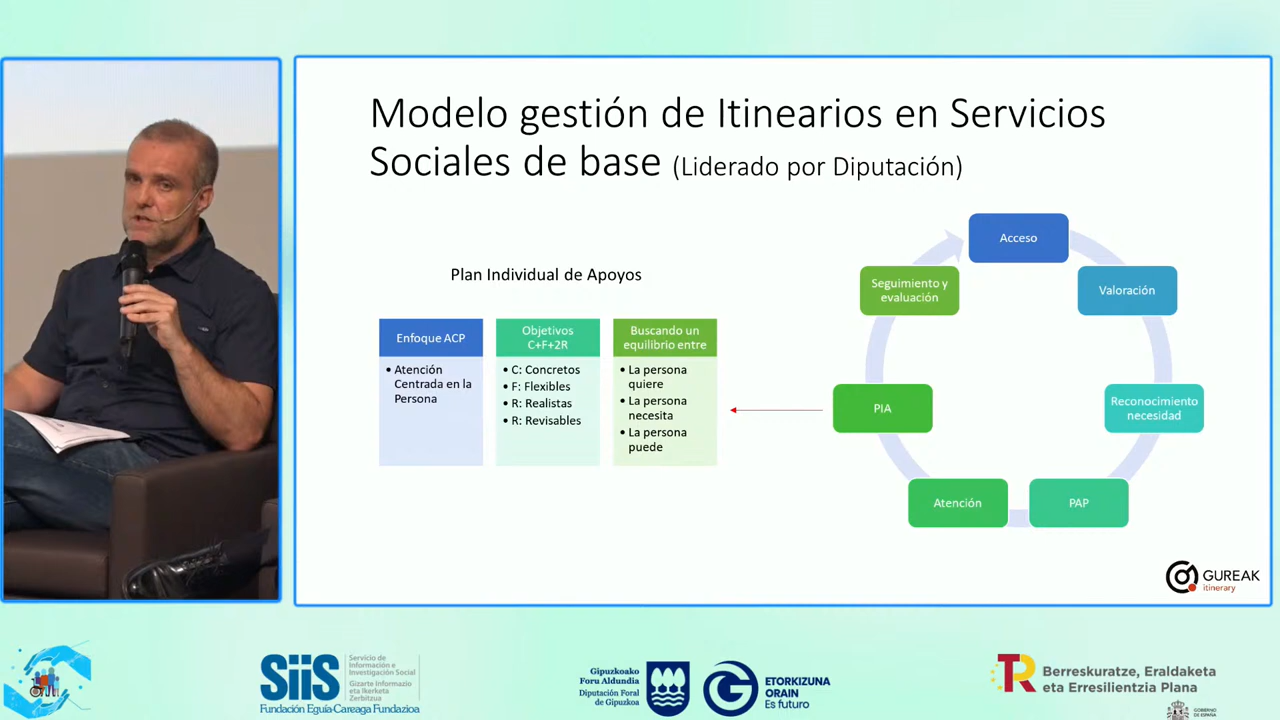 Modelo gestión de Itinearios en Servicios
Sociales de base (Liderado por Diputación)
Plan Individual de Apoyos
Enfoque ACP
• Atención
Centrada en la
Persona
Objetivos
C+F+2R
• C: Concretos
• F: Flexibles
• R: Realistas
• R: Revisables
Buscando un
equilibrio entre
• La persona
quiere
• La persona
necesita
• La persona
puede
Acceso
Valoración
Reconocimiento
necesidad
PAP
Atención
PIA
Seguimiento y
evaluación
GUREAK
itinerary
SiiS
Servicio de
Información e
Investigación Social
Gizarte Informazio
eta Ikerketa
Zerbitzua
Fundación Eguía-Careaga Fundazioa
Gipuzkoako
Foru Aldundia
Diputación Foral
de Gipuzkoa
ETORKIZUNA
ORAIN
Es futuro
Berreskuratze, Eraldaketa
eta Erresilientzia Plana
GOBIERNO
DE ESPAÑA